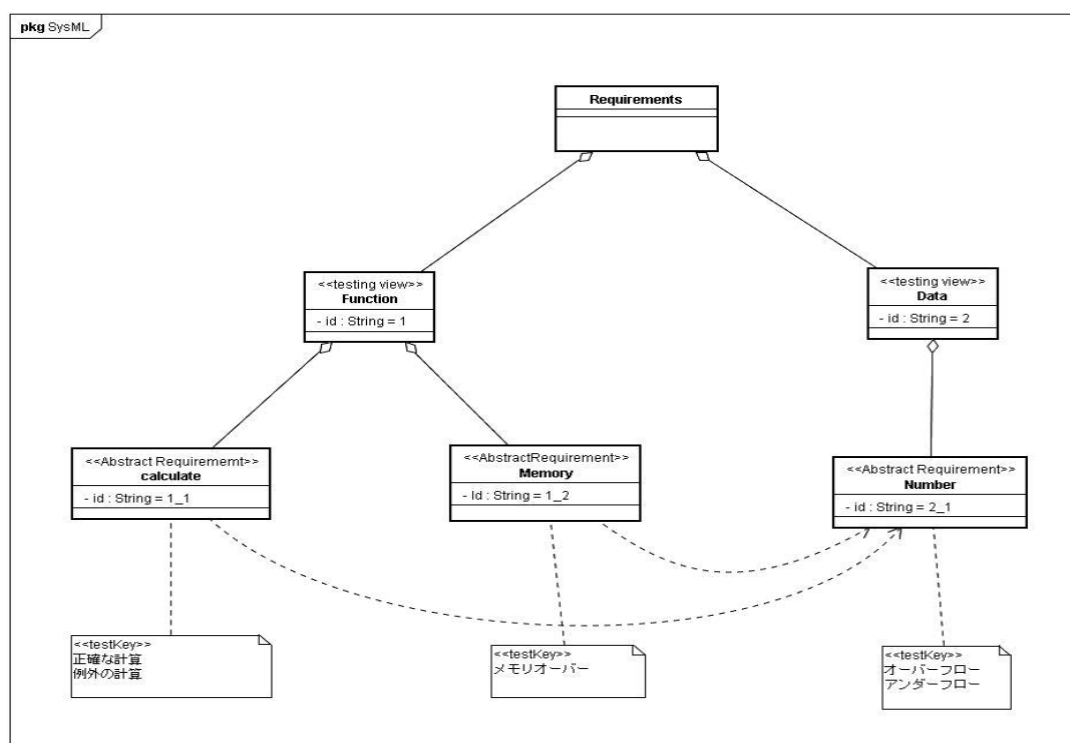 pkg SysML
Requirements
<<testing view>>
Function
- id : String = 1
<<testing view>>
Data
- id : String = 2
<<Abstract Requirememt>>
calculate
- id : String = 1_1
<<AbstractRequirement>>
Memory
- Id : String = 1_2
<<Abstract Requirement>>
Number
- id : String = 2_1
<<testKey>>
正確な計算
例外の計算
<<testKey>>
メモリオーバー
<<testKey>>
オーバーフロー
アンダーフロー